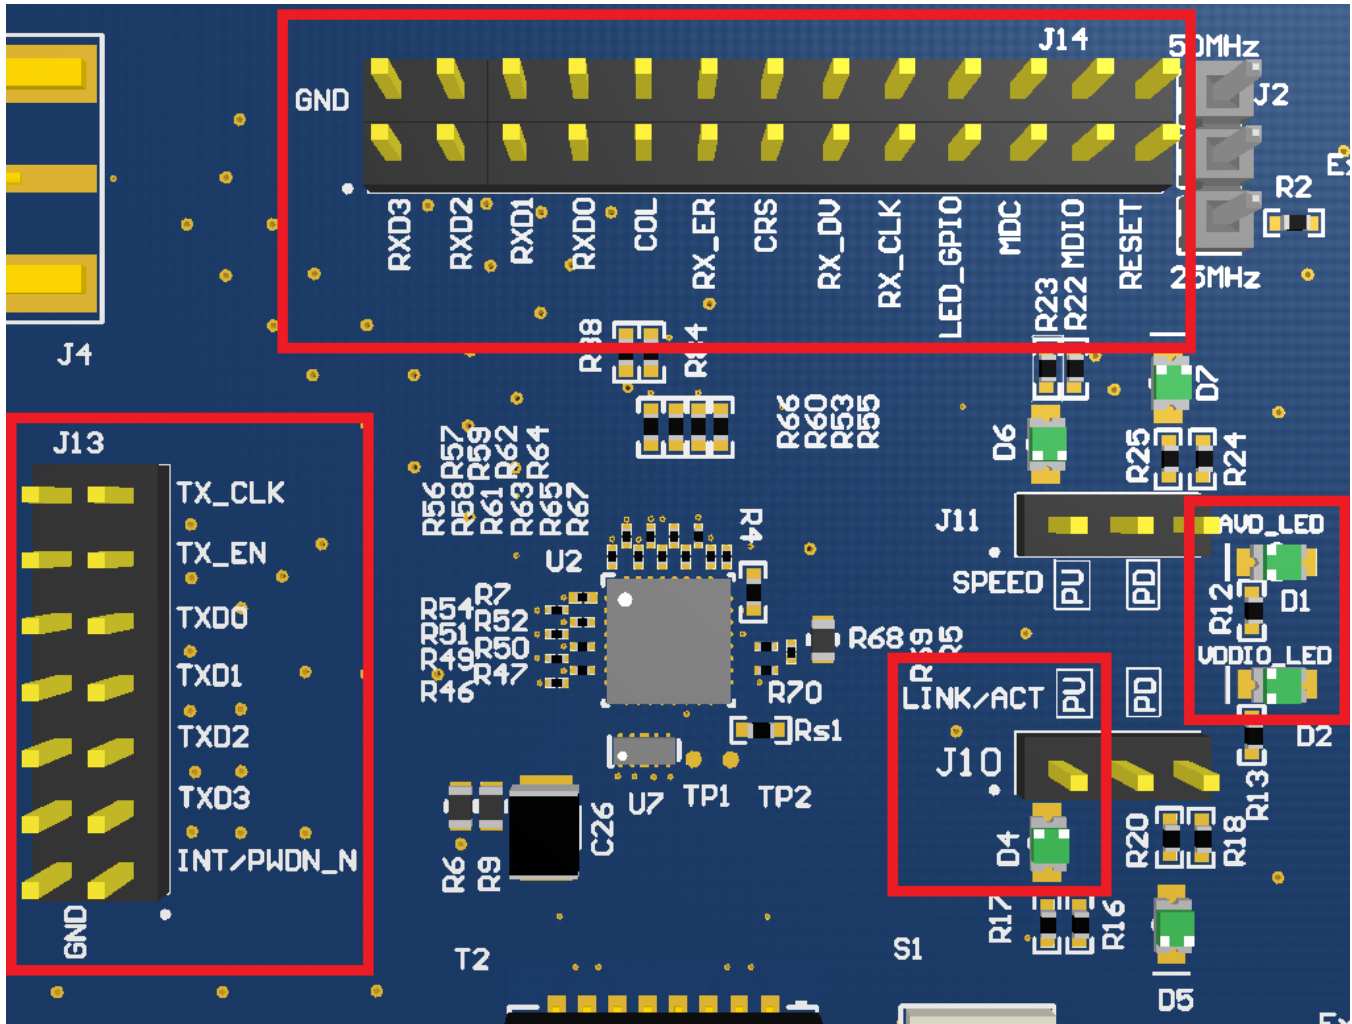 J14
50MHz
GND
J2
Ex
R2
RXD3
RXD2
RXD1
RXD0
COL
RX_ER
CRS
RX_DV
RX_CLK
LED_GPIO
MDC
MDIO
RESET
25MHz
R23
R22
J4
R84
D7
R66
R60
R53
R55
J13
R57
R59
R62
R64
D6
R25
R24
TX_CLK
R56
R58
R61
R63
R65
R67
R4
J11
AVD_LED
TX_EN
U2
SPEED
PU
PD
R12
D1
TXD0
R54
R7
R51
R52
R68
R49
R50
VDDIO_LED
TXD1
R46
R47
R70
LINK/ACT
PU
PD
TXD2
Rs1
D2
J10
TXD3
U7
TP1
TP2
R13
C26
INT/PWDN_N
R6
R9
D4
R20
R18
GND
R17
R16
T2
S1
D5